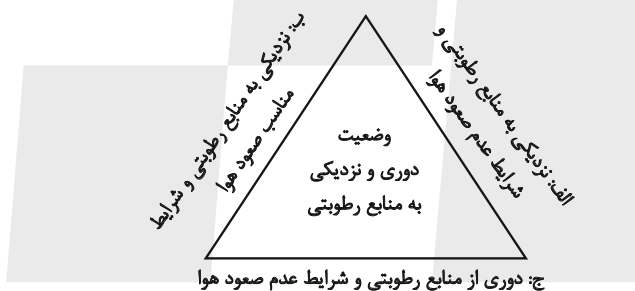 الف: نزدیکی به منابع رطوبتی و
شرایط عدم صعود هوا
ب: نزدیکی به منابع رطوبتی و شرایط
مناسب صعود هوا
وضعیت
دوری و نزدیکی
به منابع رطوبتی
ج: دوری از منابع رطوبتی و شرایط عدم صعود هوا